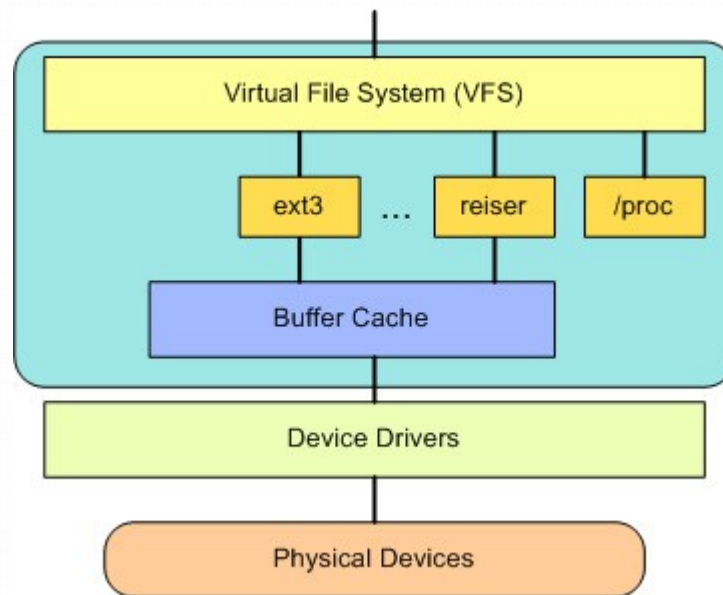 Virtual File System (VFS)
ext3 ... reiser /proc
Buffer Cache
Device Drivers
Physical Devices